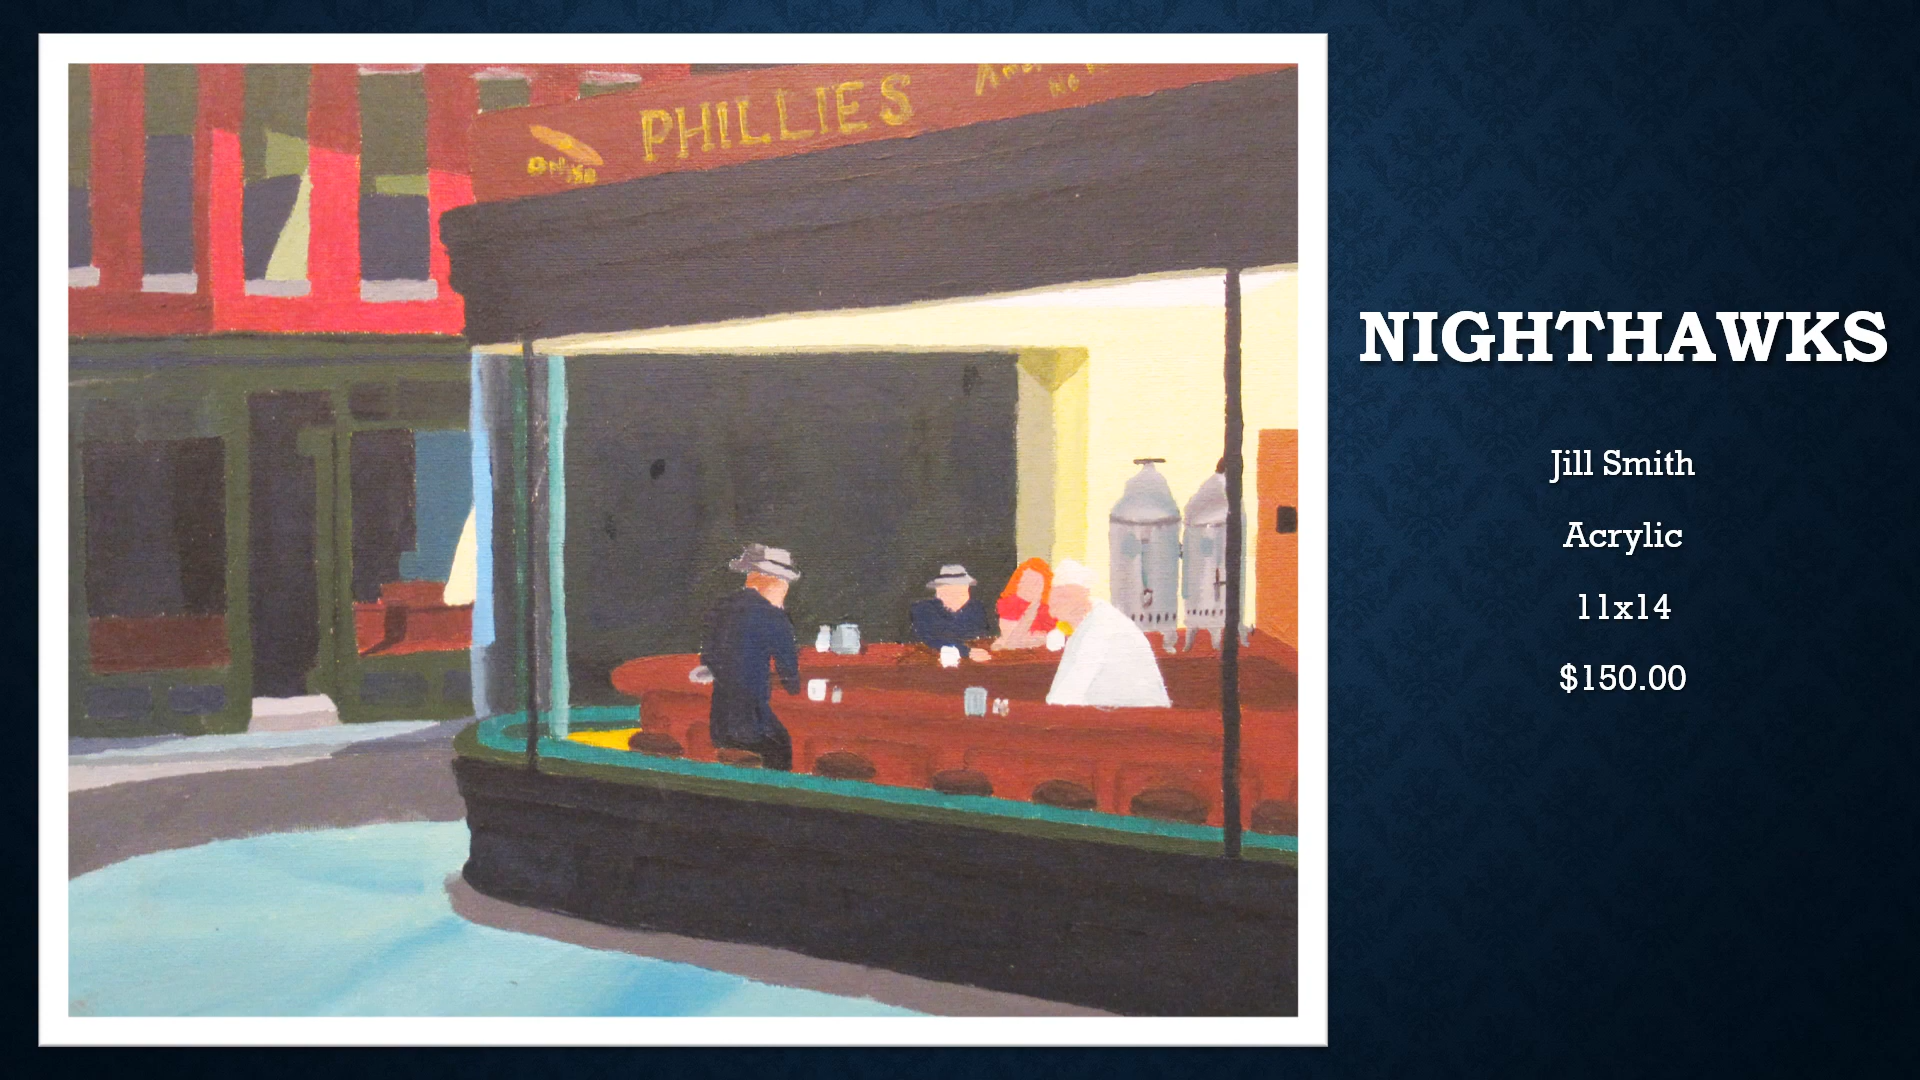 PHILLIES
NIGHTHAWKS
Jill Smith
Acrylic
11x14
$150.00